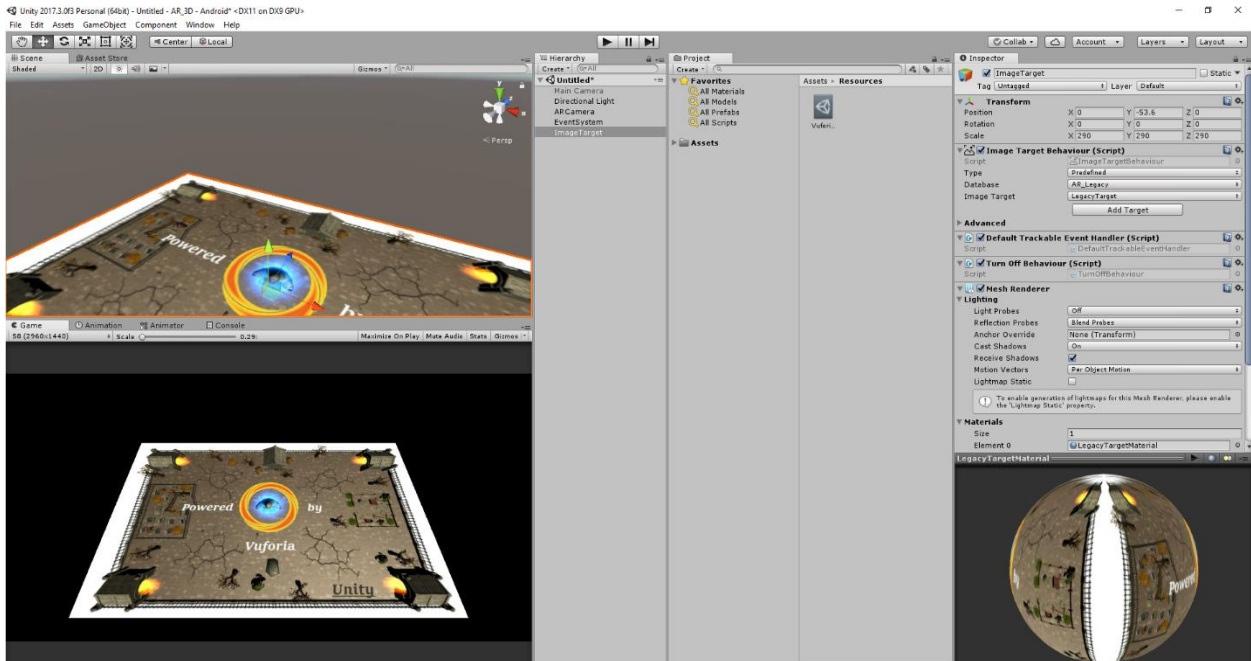 Unity 2017.3.0f3 Personal (64bit) - Untitled - AR_3D - Android* <DX11 on DX9 GPU>
File Edit Assets GameObject Component Window Help
Center Local
Collab Account Layers Layout
Scene Asset Store
Shaded 2D Gizmos All
y
x
Persp
Powered
by
Game Animation Animator Console
S8 (2960x1440) Scale 0.29: Maximize On Play Mute Audio Stats Gizmos
Powered by
Vuforia
Unity
Hierarchy
Create All
Untitled*
Main Camera
Directional Light
ARCamera
EventSystem
ImageTarget
Project
Create
Favorites
All Materials
All Models
All Prefabs
All Scripts
Assets
Assets Resources
Vufori...
Inspector
ImageTarget Static
Tag Untagged Layer Default
Transform
Position X 0 Y -53.6 Z 0
Rotation X 0 Y 0 Z 0
Scale X 290 Y 290 Z 290
Image Target Behaviour (Script)
Script ImageTargetBehaviour
Type Predefined
Database AR_Legacy
Image Target LegacyTarget
Add Target
Advanced
Default Trackable Event Handler (Script)
Script DefaultTrackableEventHandler
Turn Off Behaviour (Script)
Script TurnOffBehaviour
Mesh Renderer
Lighting
Light Probes Off
Reflection Probes Blend Probes
Anchor Override None (Transform)
Cast Shadows On
Receive Shadows
Motion Vectors Per Object Motion
Lightmap Static
To enable generation of lightmaps for this Mesh Renderer, please enable
the 'Lightmap Static' property.
Materials
Size 1
Element 0 LegacyTargetMaterial
LegacyTargetMaterial
by
Powered